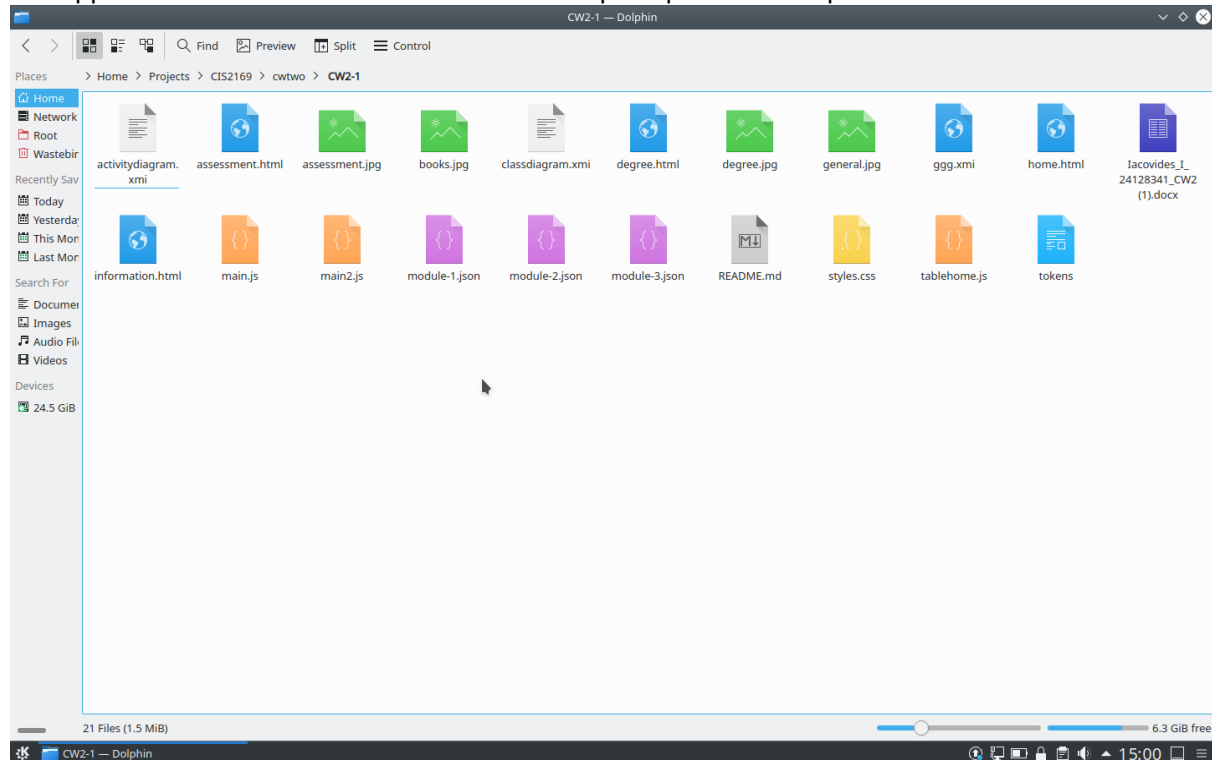 CW2-1 — Dolphin
Find Preview Split Control
Places
> Home > Projects > CIS2169 > cwtwo > CW2-1
Home
Network
Root
Wastebin
Recently Sav
Today
Yesterday
This Mon
Last Mon
Search For
Documen
Images
Audio File
Videos
Devices
24.5 GiB
activitydiagram.
xmi
assessment.html
assessment.jpg
books.jpg
classdiagram.xmi
degree.html
degree.jpg
general.jpg
ggg.xmi
home.html
Iacovides_I_
24128341_CW2
(1).docx
information.html
main.js
main2.js
module-1.json
module-2.json
module-3.json
README.md
styles.css
tablehome.js
tokens
21 Files (1.5 MiB)
6.3 GiB free
CW2-1 — Dolphin
15:00